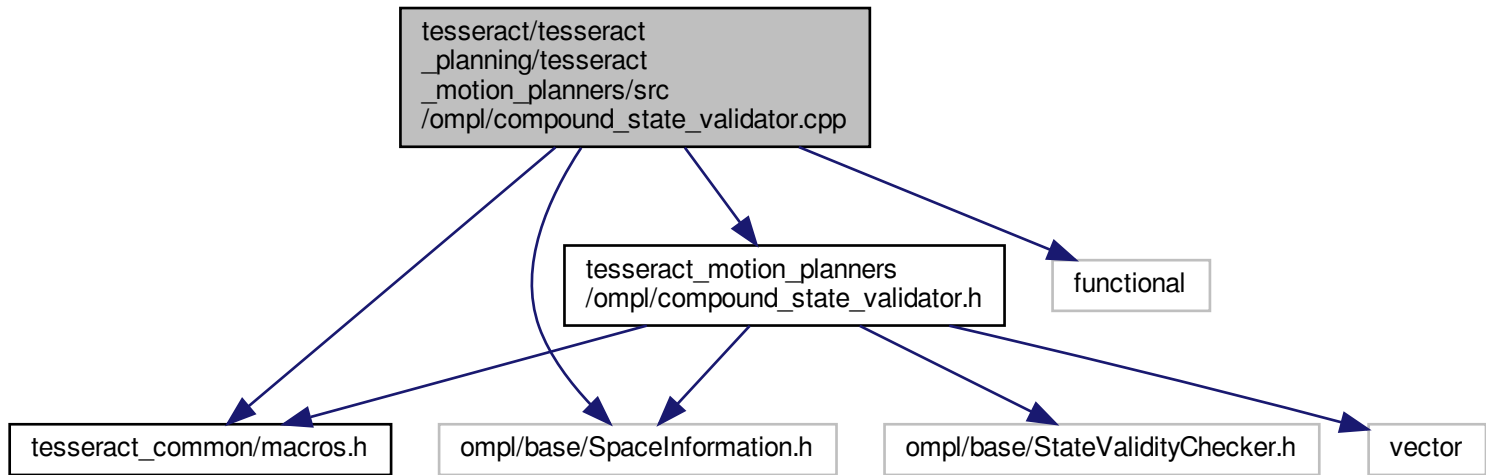 tesseract/tesseract
_planning/tesseract
_motion_planners/src
/ompl/compound_state_validator.cpp
tesseract_motion_planners
/ompl/compound_state_validator.h
functional
tesseract_common/macros.h
ompl/base/SpaceInformation.h
ompl/base/StateValidityChecker.h
vector